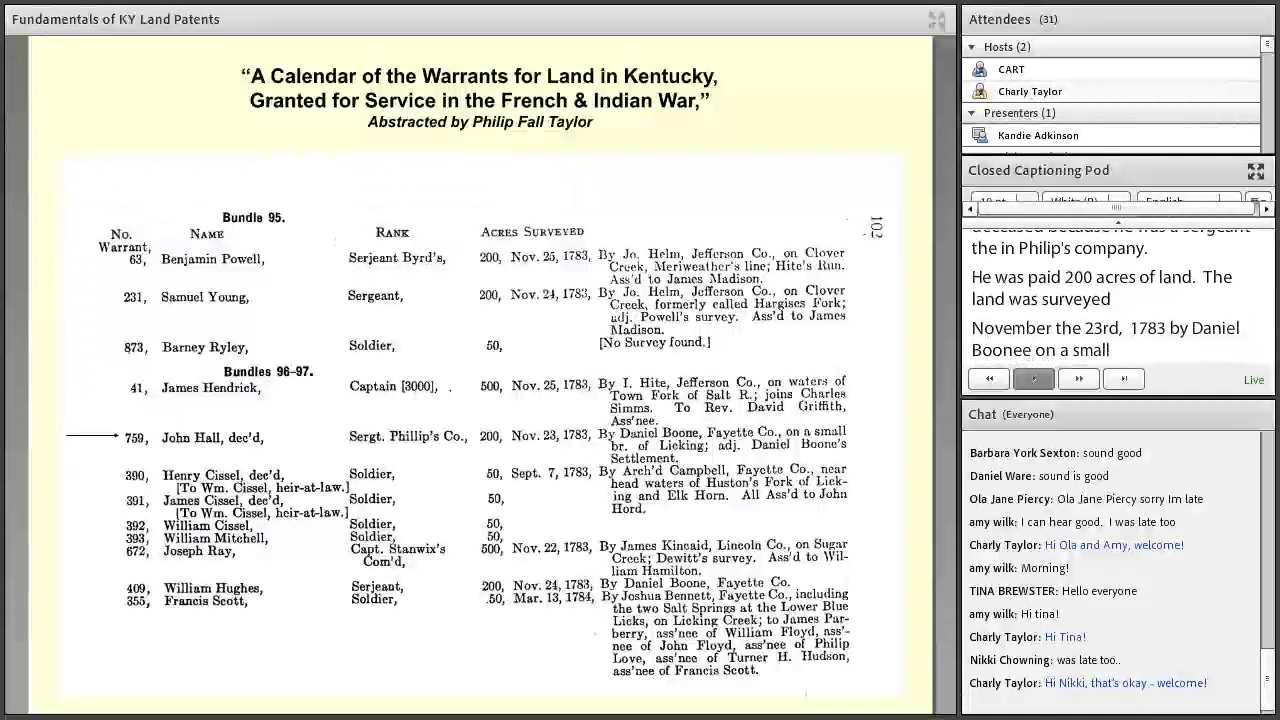 Fundamentals of KY Land Patents
“A Calendar of the Warrants for Land in Kentucky,
Granted for Service in the French & Indian War,”
Abstracted by Philip Fall Taylor
102
Bundle 95.
No. Warrant, NAME RANK ACRES SURVEYED
63, Benjamin Powell, Serjeant Byrd's, 200, Nov. 25, 1783, By Jo. Helm, Jefferson Co., on Clover
Creek, Meriweather's line; Hite's Run.
Ass'd to James Madison.
231, Samuel Young, Sergeant, 200, Nov. 24, 1783, By Jo. Helm, Jefferson Co., on Clover
Creek, formerly called Hargises Fork;
adj. Powell's survey. Ass'd to James
Madison.
873, Barney Ryley, Soldier, 50, [No Survey found.]
Bundles 96-97.
41, James Hendrick, Captain [3000], . 500, Nov. 25, 1783, By I. Hite, Jefferson Co., on waters of
Town Fork of Salt R.; joins Charles
Simms. To Rev. David Griffith,
Ass'nee.
759, John Hall, dec'd, Sergt. Phillip's Co., 200, Nov. 23, 1783, By Daniel Boone, Fayette Co., on a small
br. of Licking; adj. Daniel Boone's
Settlement.
390, Henry Cissel, dec'd, Soldier, 50, Sept. 7, 1783, By Arch'd Campbell, Fayette Co., near
[To Wm. Cissel, heir-at-law.] head waters of Huston's Fork of Lick-
391, James Cissel, dec'd, Soldier, 50, ing and Elk Horn. All Ass'd to John
[To Wm. Cissel, heir-at-law.] Hord.
392, William Cissel, Soldier, 50,
393, William Mitchell, Soldier, 50,
672, Joseph Ray, Capt. Stanwix's 500, Nov. 22, 1783, By James Kincaid, Lincoln Co., on Sugar
Com'd, Creek; Dewitt's survey. Ass'd to Wil-
liam Hamilton.
409, William Hughes, Serjeant, 200, Nov. 24, 1783, By Daniel Boone, Fayette Co.
355, Francis Scott, Soldier, 50, Mar. 13, 1784, By Joshua Bennett, Fayette Co., including
the two Salt Springs at the Lower Blue
Licks, on Licking Creek; to James Par-
berry, ass'nee of William Floyd, ass'-
nee of John Floyd, ass'nee of Philip
Love, ass'nee of Turner H. Hudson,
ass'nee of Francis Scott.
Attendees (31)
Hosts (2)
CART
Charly Taylor
Presenters (1)
Kandie Adkinson
Closed Captioning Pod
English
deceased because he was a sergeant
the in Philip's company.
He was paid 200 acres of land. The
land was surveyed
November the 23rd, 1783 by Daniel
Boonee on a small
Live
Chat (Everyone)
Barbara York Sexton: sound good
Daniel Ware: sound is good
Ola Jane Piercy: Ola Jane Piercy sorry Im late
amy wilk: I can hear good. I was late too
Charly Taylor: Hi Ola and Amy, welcome!
amy wilk: Morning!
TINA BREWSTER: Hello everyone
amy wilk: Hi tina!
Charly Taylor: Hi Tina!
Nikki Chowning: was late too..
Charly Taylor: Hi Nikki, that's okay - welcome!